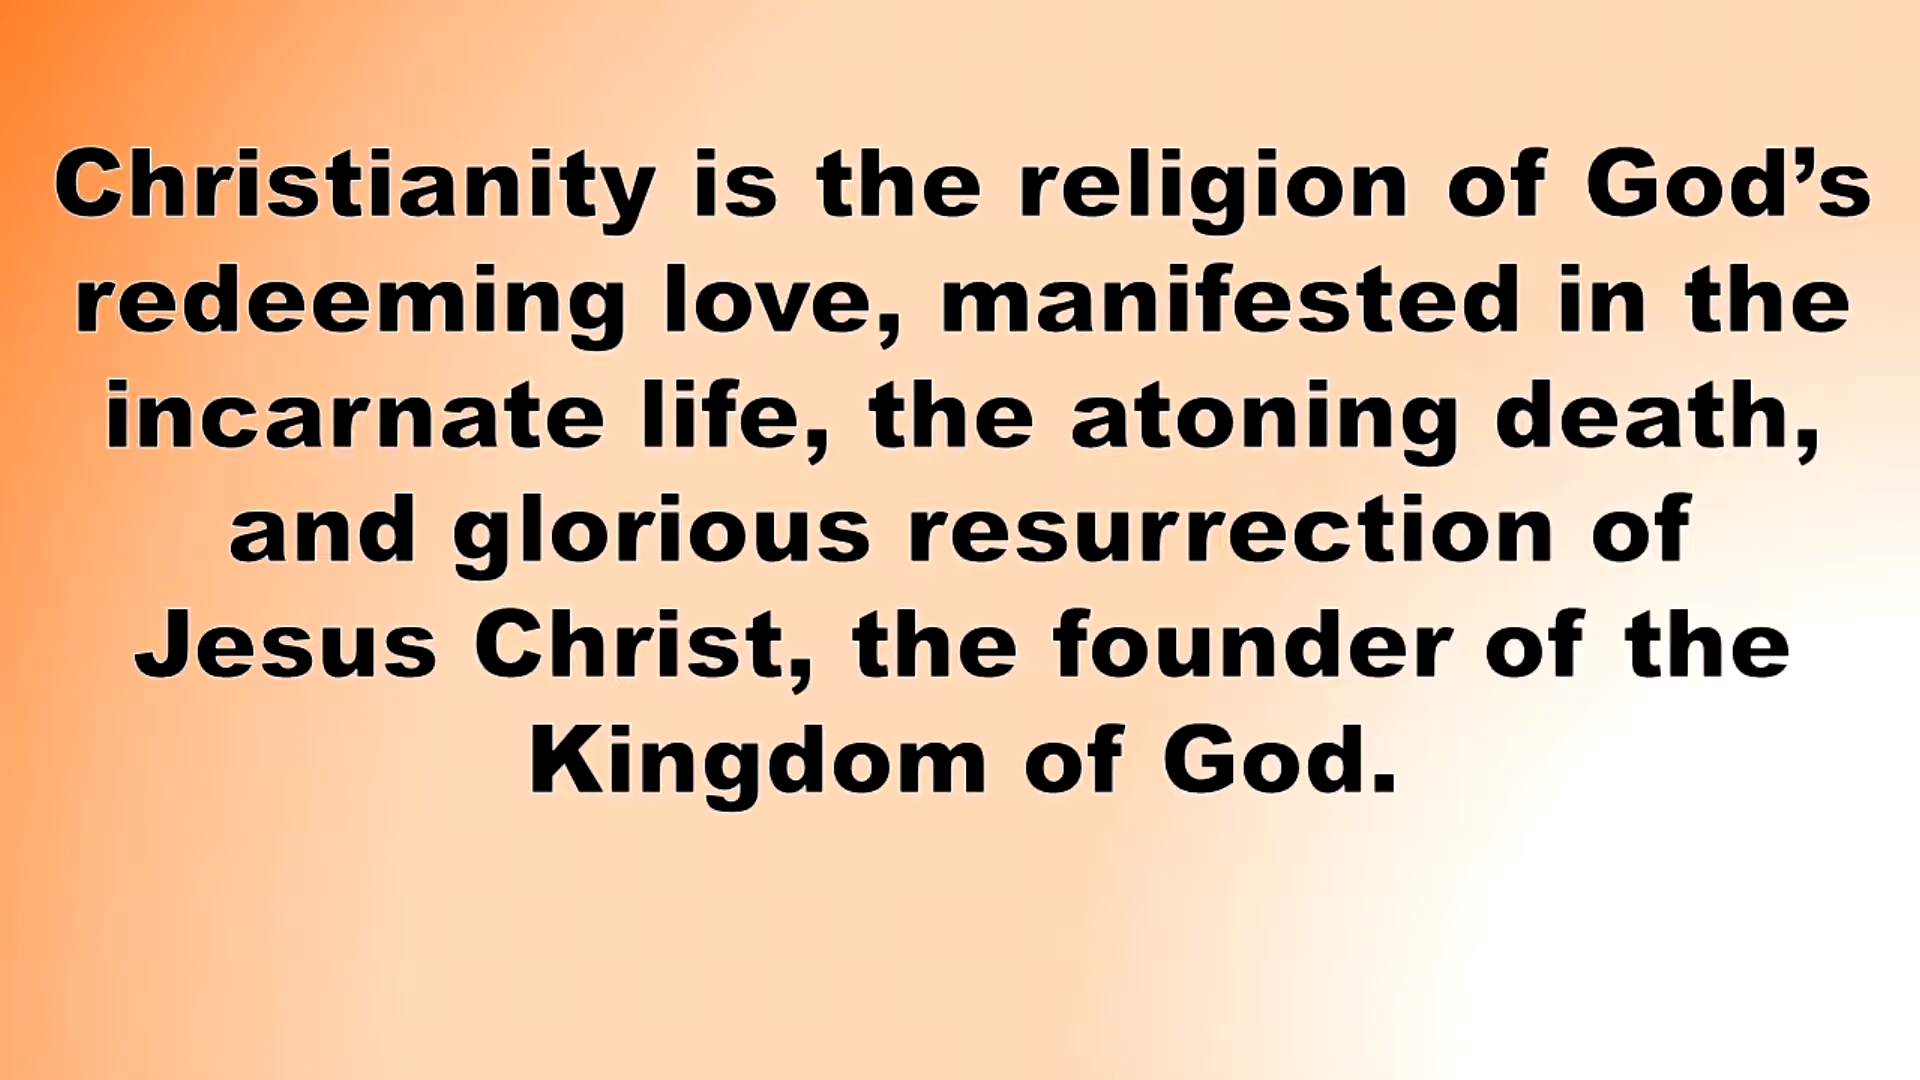 Christianity is the religion of God’s
redeeming love, manifested in the
incarnate life, the atoning death,
and glorious resurrection of
Jesus Christ, the founder of the
Kingdom of God.